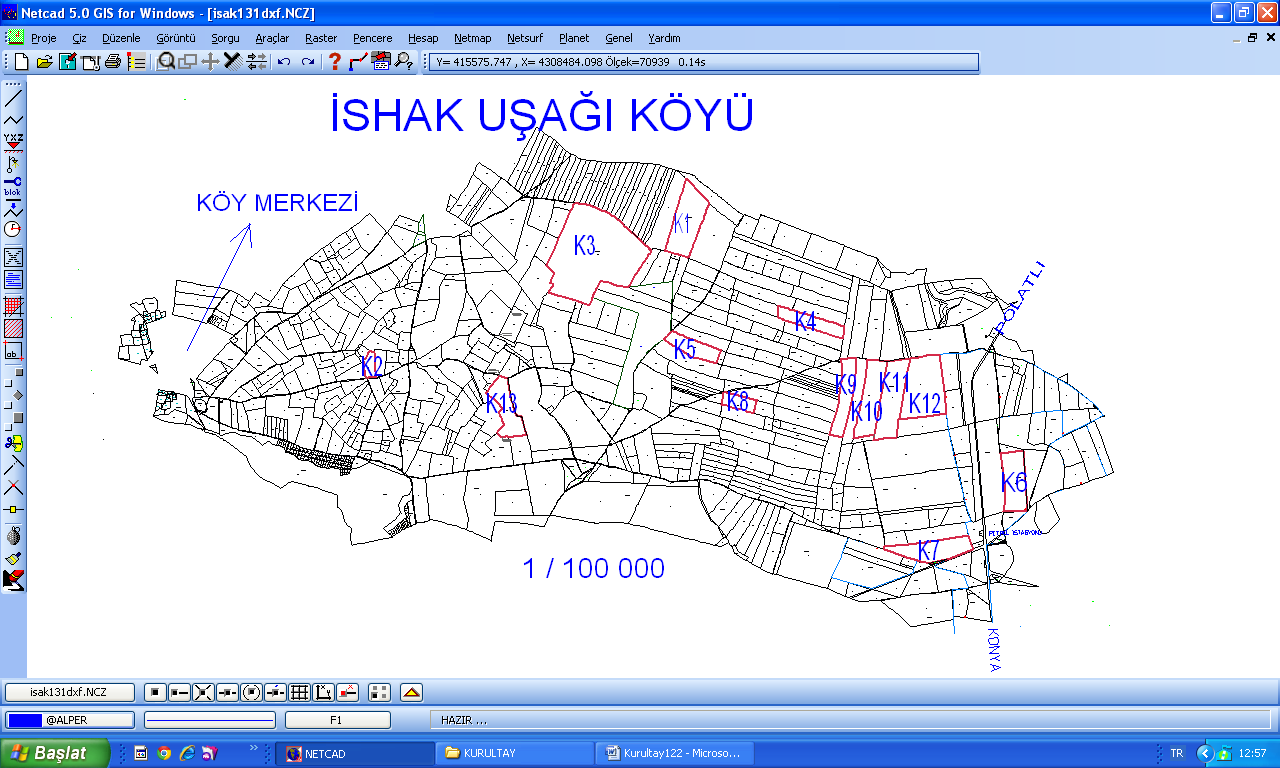 Netcad 5.0 GIS for Windows - [isak131dxf.NCZ]
Proje Çiz Düzenle Görüntü Sorgu Araçlar Raster Pencere Hesap Netmap Netsurf Planet Genel Yardım
Y= 415575.747 , X= 4308484.098 Ölçek=70939 0.14s
YXZ
blok
ab
İSHAK UŞAĞI KÖYÜ
KÖY MERKEZİ
K1
K3
POLATLI
K4
K5
K2
K9
K11
K8
K13
K10
K12
K6
K7
1 / 100 000
KONYA
isak131dxf.NCZ
@ALPER
F1
HAZIR ...
Başlat
NETCAD
KURULTAY
Kurultay122 - Microso...
TR
12:57